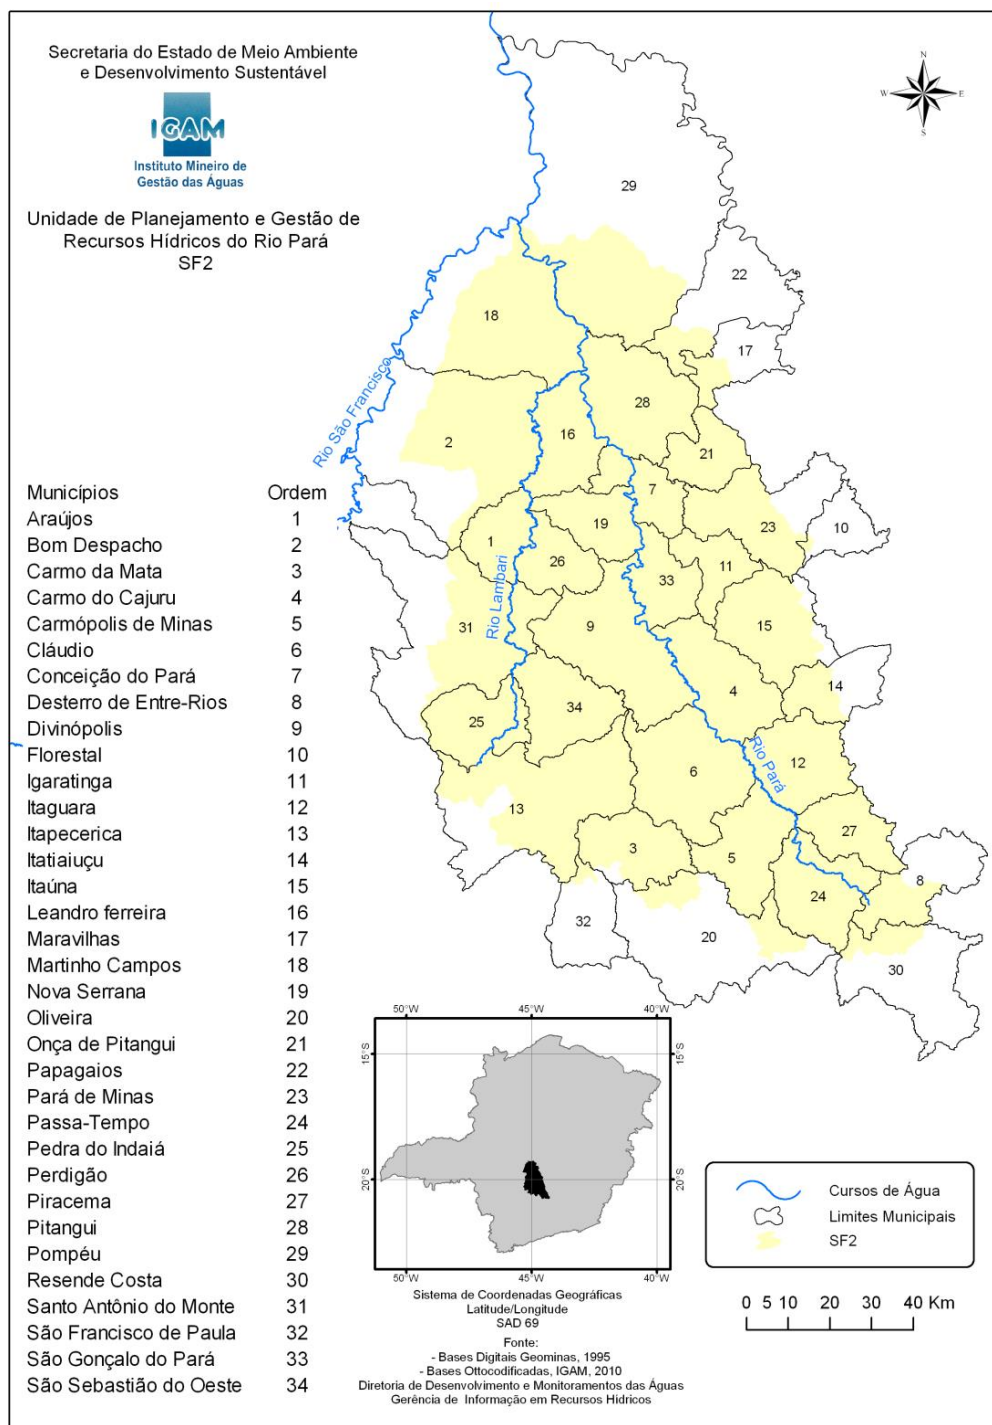 Secretaria do Estado de Meio Ambiente
e Desenvolvimento Sustentável
IGAM
Instituto Mineiro de
Gestão das Águas
Unidade de Planejamento e Gestão de
Recursos Hídricos do Rio Pará
SF2
N
W
E
S
29
22
18
17
Rio São Francisco
28
2
16
21
7
19
23
10
1
26
33
11
Rio Lambari
31
9
15
4
14
25
34
Rio Pará
6
12
13
27
3
5
8
24
32
20
30
Municípios Ordem
Araújos 1
Bom Despacho 2
Carmo da Mata 3
Carmo do Cajuru 4
Carmópolis de Minas 5
Cláudio 6
Conceição do Pará 7
Desterro de Entre-Rios 8
Divinópolis 9
Florestal 10
Igaratinga 11
Itaguara 12
Itapecerica 13
Itatiaiuçu 14
Itaúna 15
Leandro ferreira 16
Maravilhas 17
Martinho Campos 18
Nova Serrana 19
Oliveira 20
Onça de Pitangui 21
Papagaios 22
Pará de Minas 23
Passa-Tempo 24
Pedra do Indaiá 25
Perdigão 26
Piracema 27
Pitangui 28
Pompéu 29
Resende Costa 30
Santo Antônio do Monte 31
São Francisco de Paula 32
São Gonçalo do Pará 33
São Sebastião do Oeste 34
50°W 45°W 40°W
15°S 15°S
20°S 20°S
50°W 45°W 40°W
Sistema de Coordenadas Geográficas
Latitude/Longitude
SAD 69
Fonte:
- Bases Digitais Geominas, 1995
- Bases Ottocodificadas, IGAM, 2010
Diretoria de Desenvolvimento e Monitoramentos das Águas
Gerência de Informação em Recursos Hidricos
Cursos de Água
Limites Municipais
SF2
0 5 10 20 30 40 Km